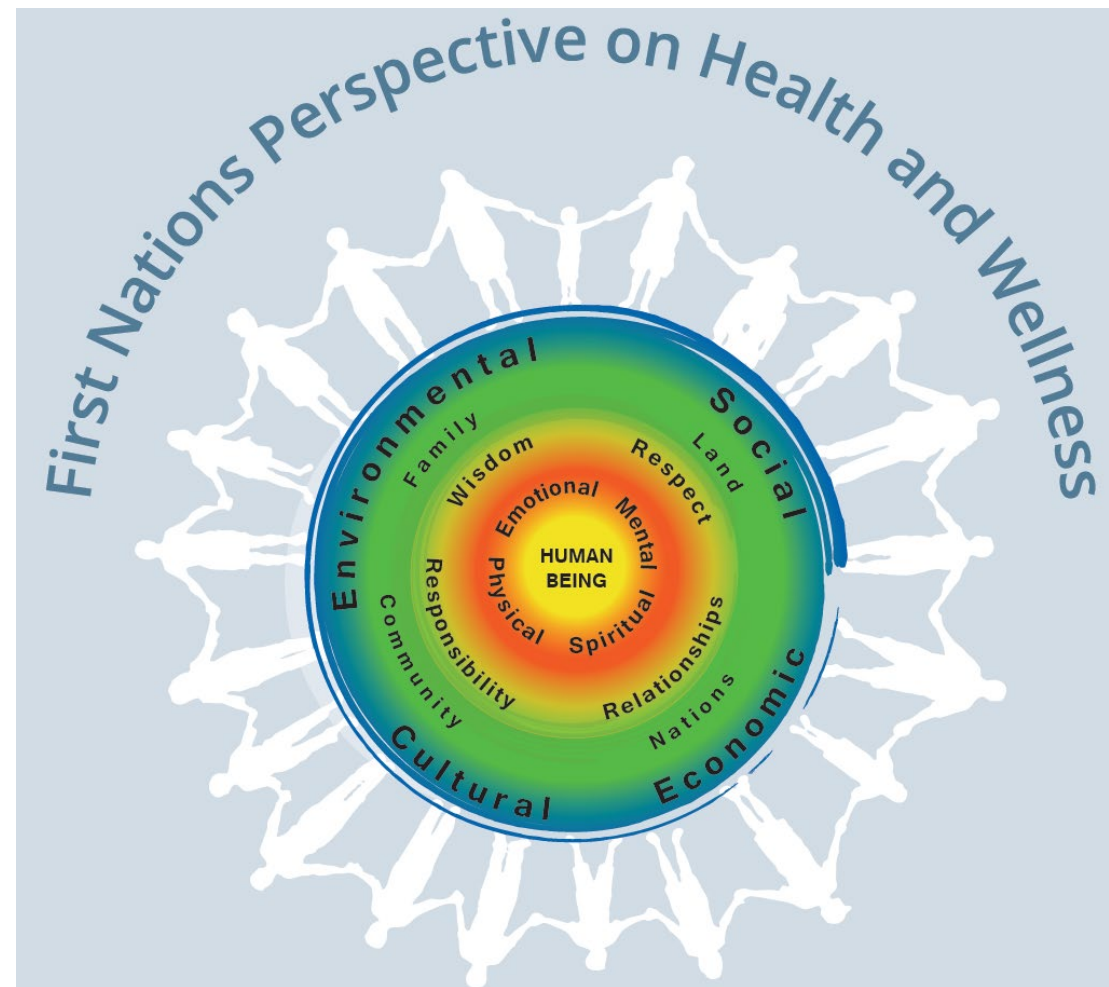 First Nations Perspective on Health and Wellness
Environmental
Social
Economic
Cultural
Family
Land
Nations
Community
Wisdom
Respect
Relationships
Responsibility
Emotional
Mental
Spiritual
Physical
HUMAN
BEING